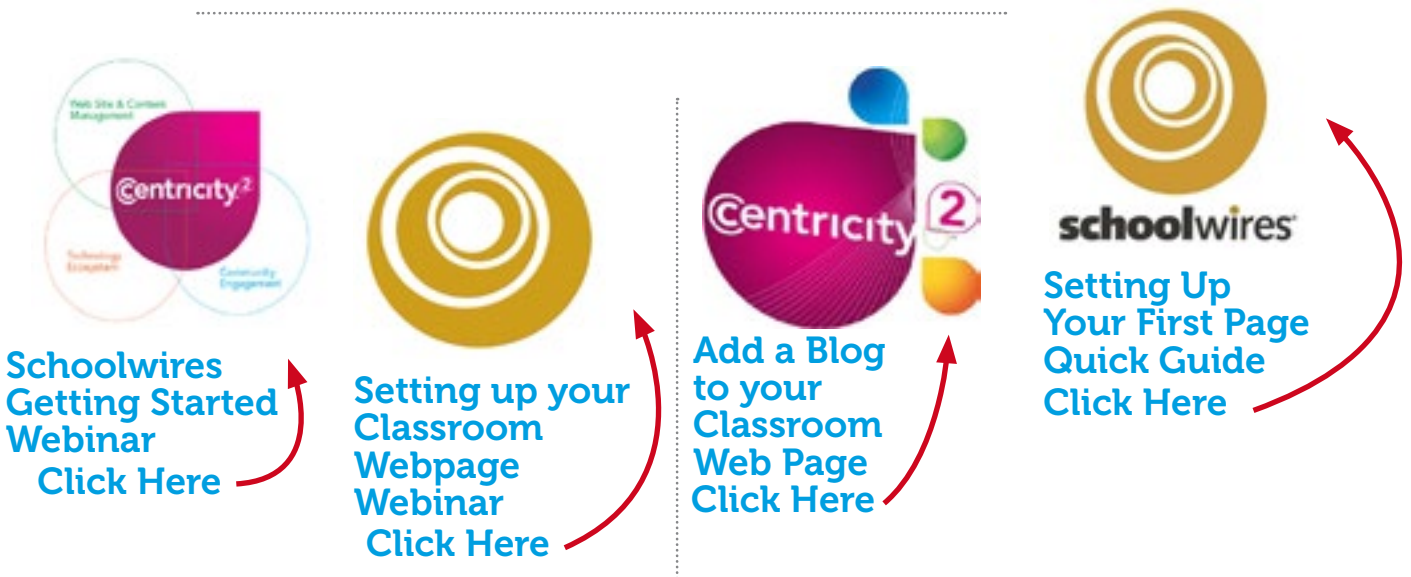 Web Site & Content
Management
Centricity2
Technology
Ecosystem
Community
Engagement
Schoolwires
Getting Started
Webinar
Click Here
Setting up your
Classroom
Webpage
Webinar
Click Here
Centricity 2
Add a Blog
to your
Classroom
Web Page
Click Here
schoolwires
Setting Up
Your First Page
Quick Guide
Click Here